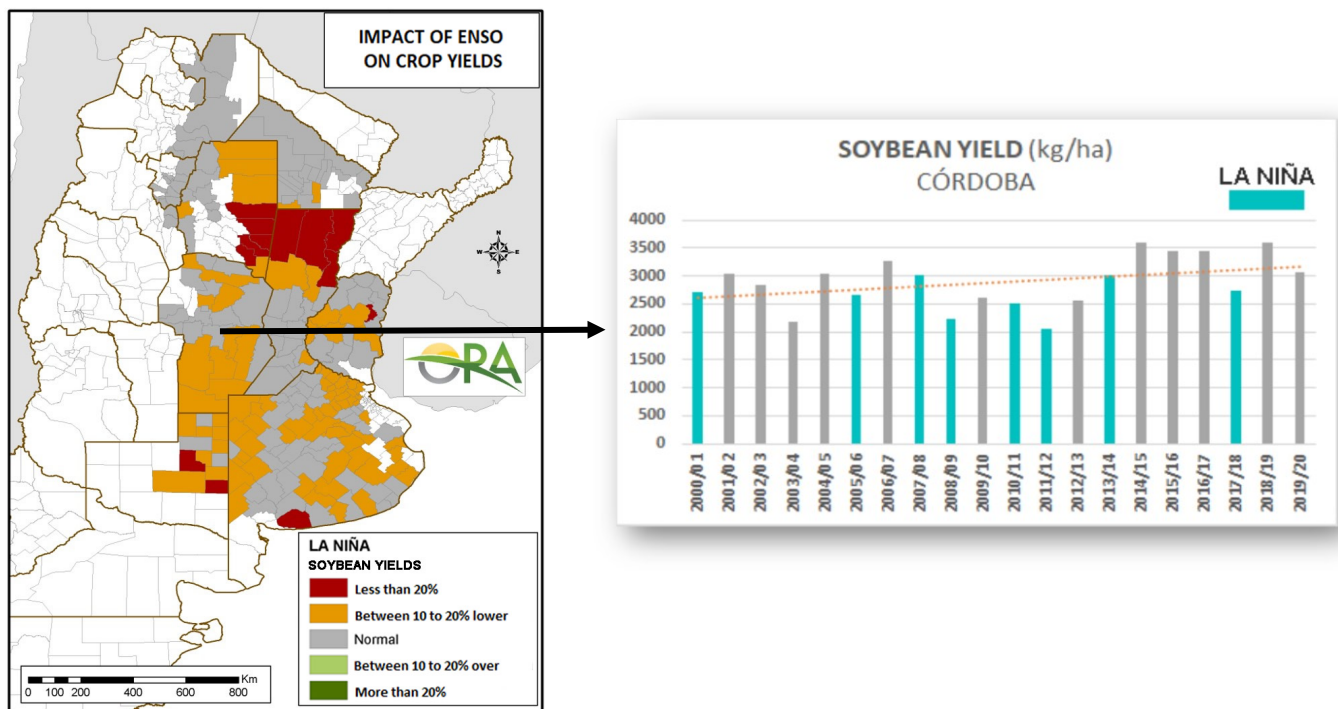 IMPACT OF ENSO
ON CROP YIELDS
N
W E
S
ORA
LA NIÑA
SOYBEAN YIELDS
Less than 20%
Between 10 to 20% lower
Normal
Between 10 to 20% over
More than 20%
Km
0 100 200 400 600 800
SOYBEAN YIELD (kg/ha)
CÓRDOBA
LA NIÑA
4000
3500
3000
2500
2000
1500
1000
500
0
2000/01
2001/02
2002/03
2003/04
2004/05
2005/06
2006/07
2007/08
2008/09
2009/10
2010/11
2011/12
2012/13
2013/14
2014/15
2015/16
2016/17
2017/18
2018/19
2019/20